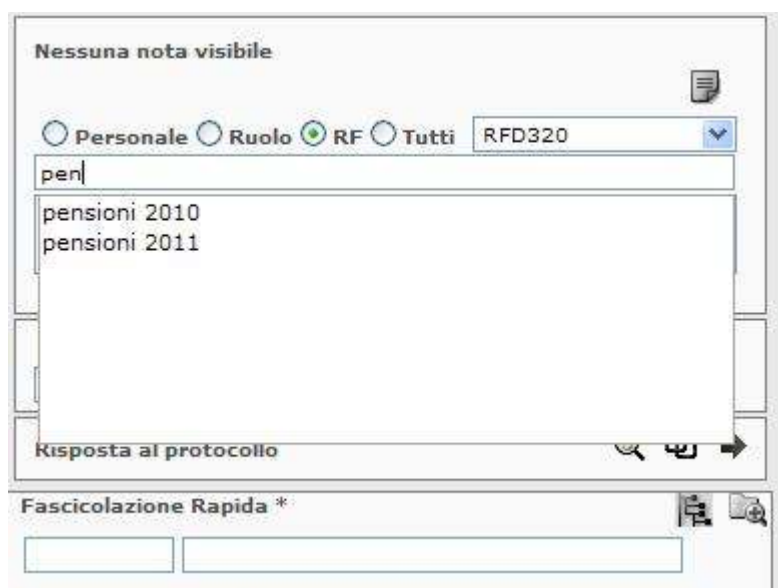 Nessuna nota visibile
Personale Ruolo RF Tutti RFD320
pen
pensioni 2010
pensioni 2011
Risposta al protocollo
Fascicolazione Rapida *